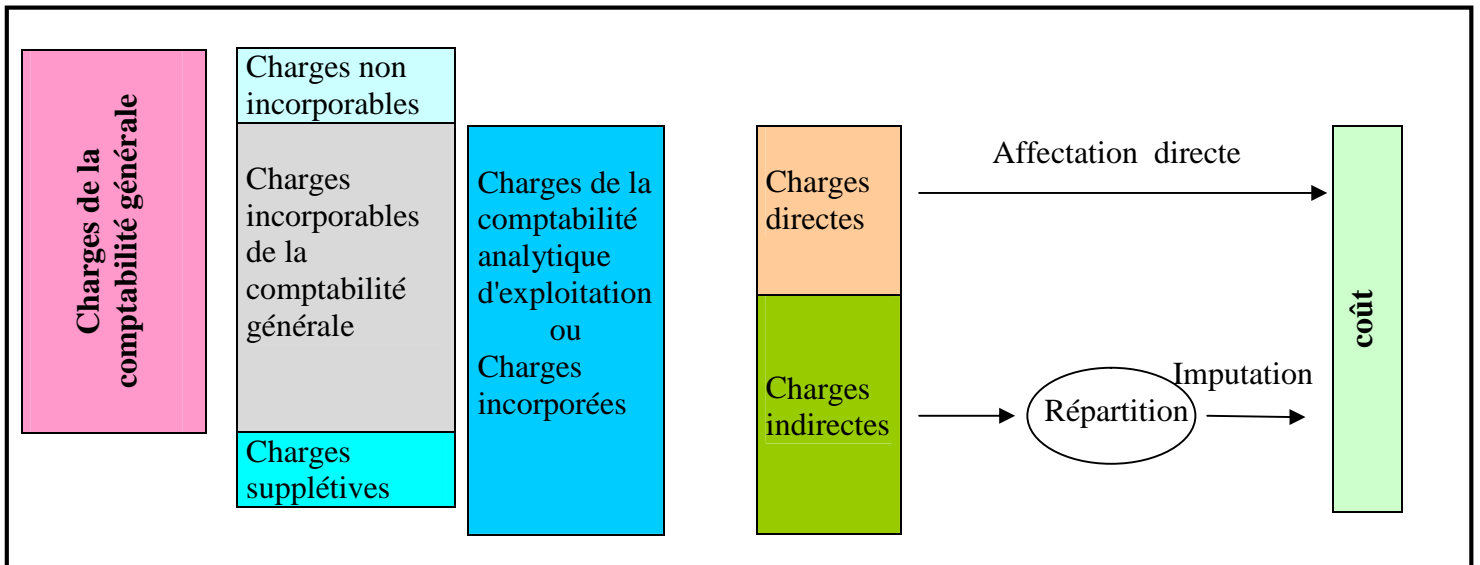 Charges de la
comptabilité générale
Charges non
incorporables
Charges
incorporables
de la
comptabilité
générale
Charges
supplétives
Charges de la
comptabilité
analytique
d'exploitation
ou
Charges
incorporées
Charges
directes
Charges
indirectes
Affectation directe
Répartition
Imputation
coût